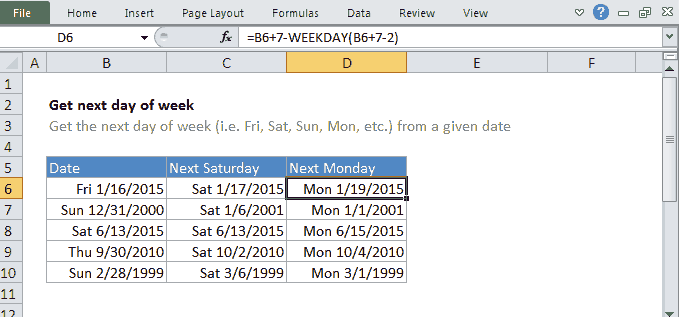 File Home Insert Page Layout Formulas Data Review View ?
D6 fx =B6+7-WEEKDAY(B6+7-2)
A B C D E F
1
2 Get next day of week
3 Get the next day of week (i.e. Fri, Sat, Sun, Mon, etc.) from a given date
4
5 Date Next Saturday Next Monday
6 Fri 1/16/2015 Sat 1/17/2015 Mon 1/19/2015
7 Sun 12/31/2000 Sat 1/6/2001 Mon 1/1/2001
8 Sat 6/13/2015 Sat 6/13/2015 Mon 6/15/2015
9 Thu 9/30/2010 Sat 10/2/2010 Mon 10/4/2010
10 Sun 2/28/1999 Sat 3/6/1999 Mon 3/1/1999
11
12